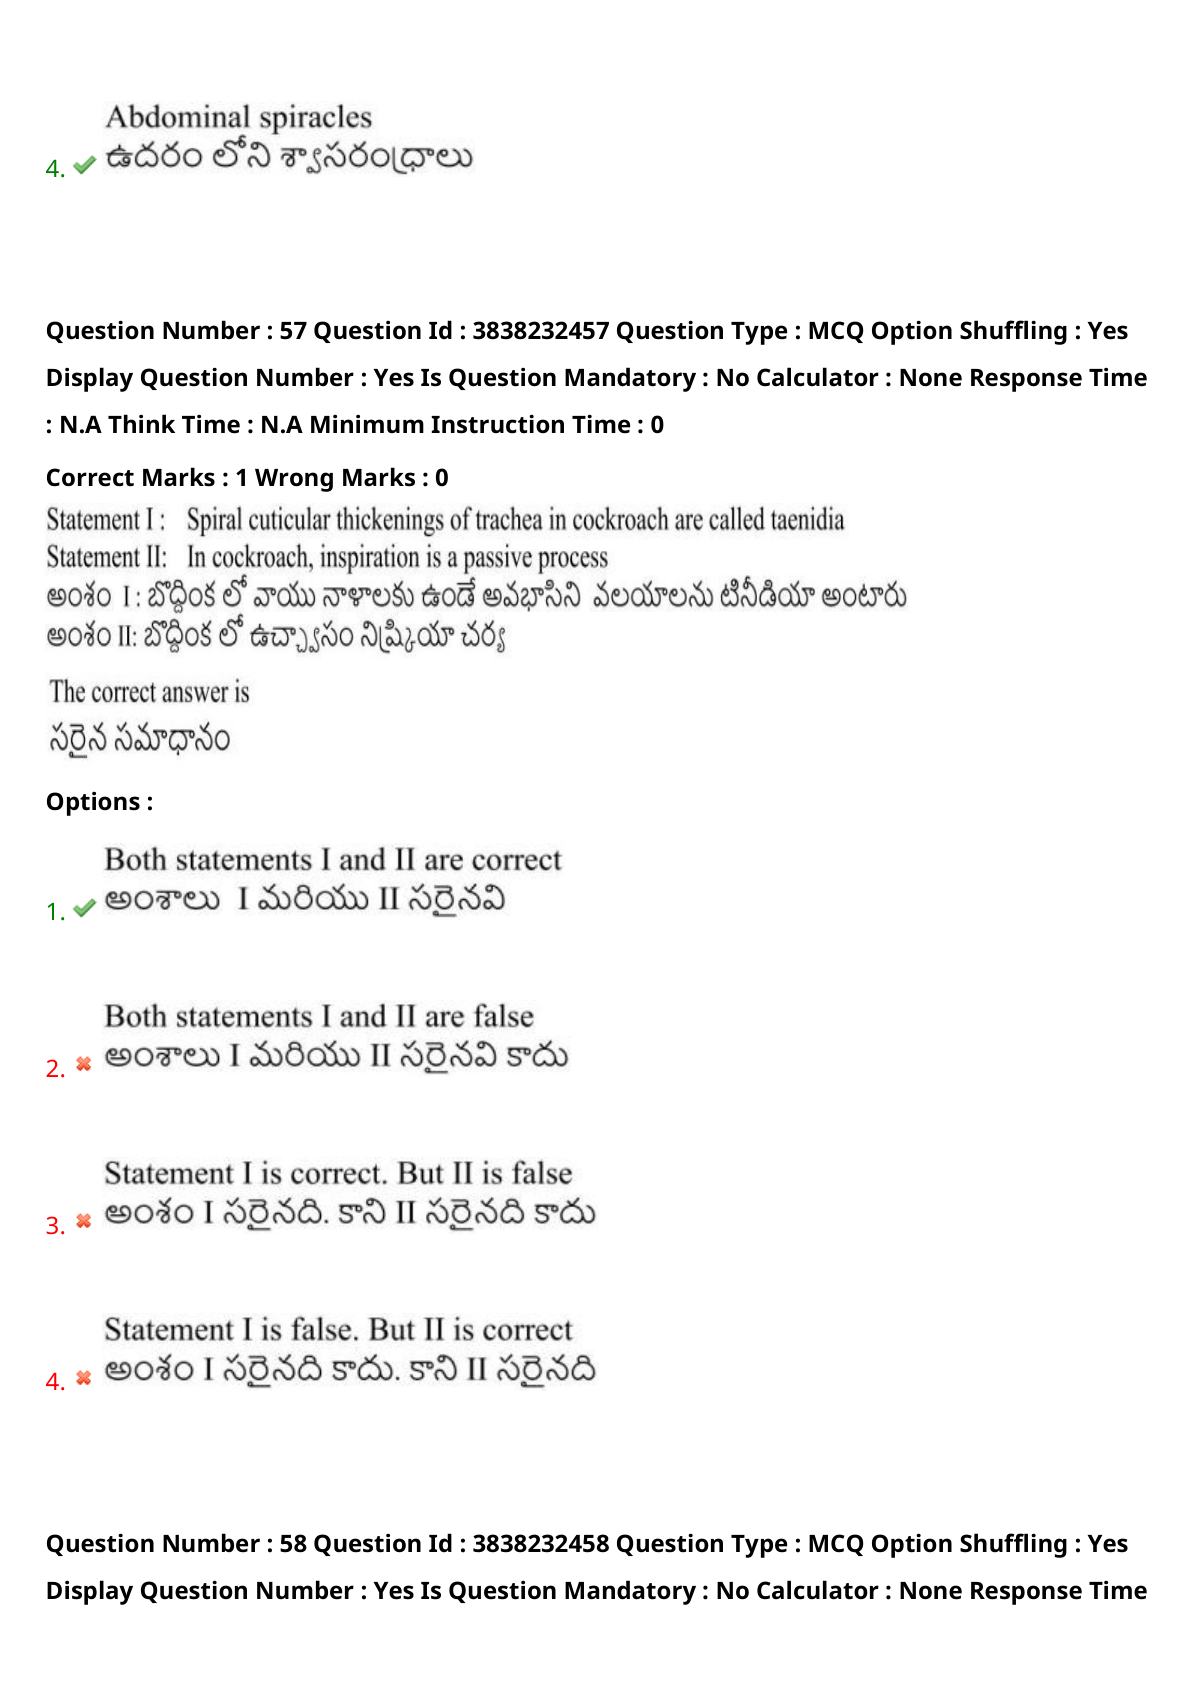 Abdominal spiracles
4. ఉదరం లోని శ్వాసరంధ్రాలు
Question Number : 57 Question Id : 3838232457 Question Type : MCQ Option Shuffling : Yes
Display Question Number : Yes Is Question Mandatory : No Calculator : None Response Time
: N.A Think Time : N.A Minimum Instruction Time : 0
Correct Marks : 1 Wrong Marks : 0
Statement I : Spiral cuticular thickenings of trachea in cockroach are called taenidia
Statement II: In cockroach, inspiration is a passive process
అంశం I : బొద్దింక లో వాయు నాళాలకు ఉండే అవభాసిని వలయాలను టినీడియా అంటారు
అంశం II: బొద్దింక లో ఉచ్ఛ్వాసం నిష్క్రియా చర్య
The correct answer is
సరైన సమాధానం
Options :
Both statements I and II are correct
1. అంశాలు I మరియు II సరైనవి
Both statements I and II are false
2. అంశాలు I మరియు II సరైనవి కాదు
Statement I is correct. But II is false
3. అంశం I సరైనది. కాని II సరైనది కాదు
Statement I is false. But II is correct
4. అంశం I సరైనది కాదు. కాని II సరైనది
Question Number : 58 Question Id : 3838232458 Question Type : MCQ Option Shuffling : Yes
Display Question Number : Yes Is Question Mandatory : No Calculator : None Response Time